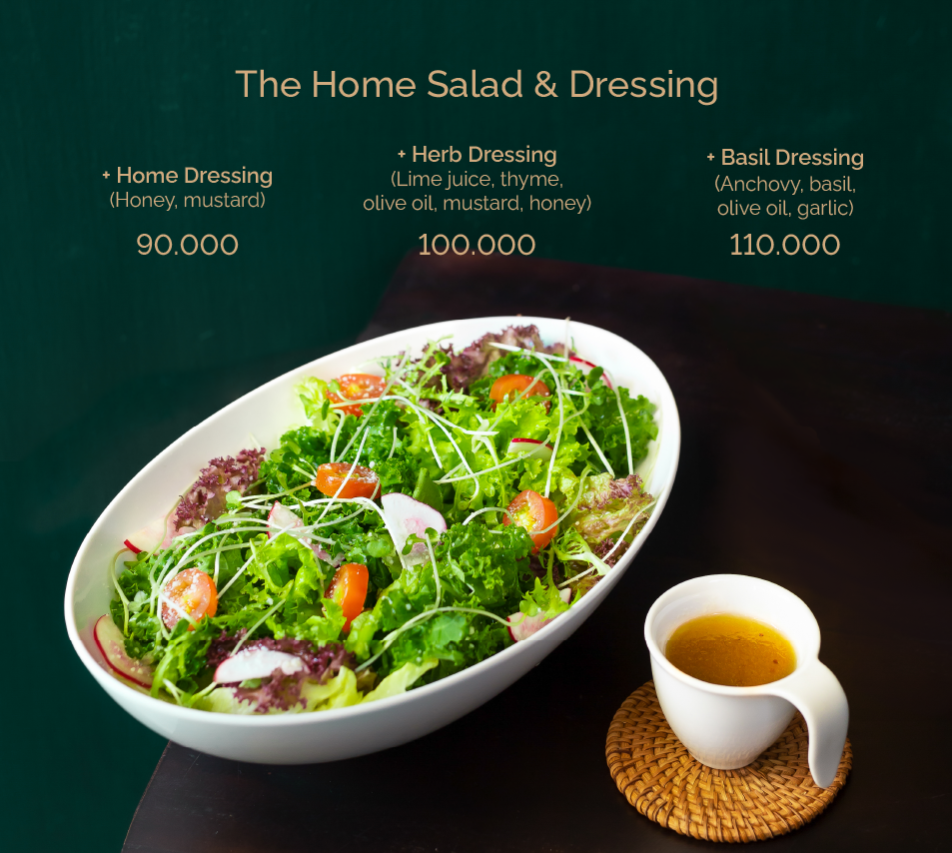 The Home Salad & Dressing
+ Home Dressing
(Honey, mustard)
90.000
+ Herb Dressing
(Lime juice, thyme,
olive oil, mustard, honey)
100.000
+ Basil Dressing
(Anchovy, basil,
olive oil, garlic)
110.000